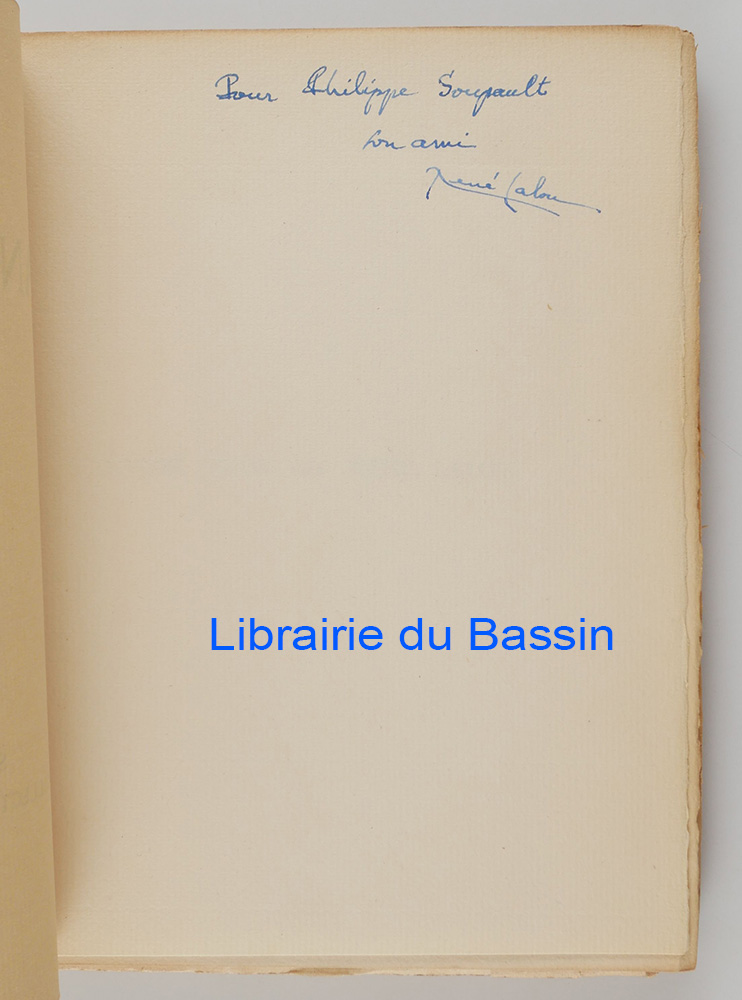 Pour Philippe Soupault
son ami
René Lalou
Librairie du Bassin